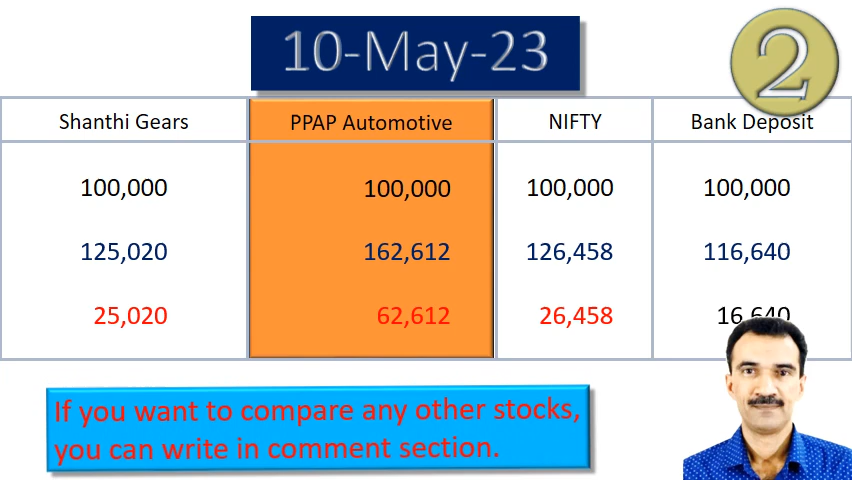 10-May-23
2
Shanthi Gears PPAP Automotive NIFTY Bank Deposit
100,000 100,000 100,000 100,000
125,020 162,612 126,458 116,640
25,020 62,612 26,458 16,640
If you want to compare any other stocks,
you can write in comment section.